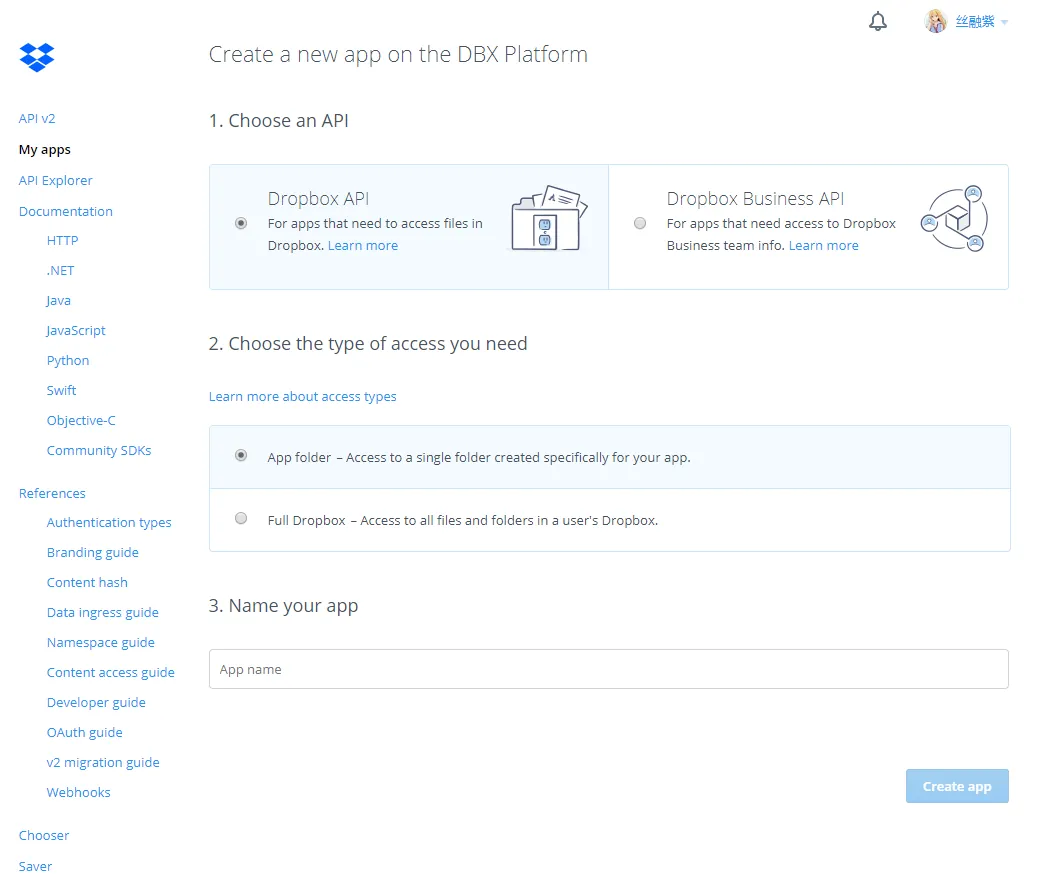 丝融紫
Create a new app on the DBX Platform
API v2
My apps
API Explorer
Documentation
HTTP
.NET
Java
JavaScript
Python
Swift
Objective-C
Community SDKs
References
Authentication types
Branding guide
Content hash
Data ingress guide
Namespace guide
Content access guide
Developer guide
OAuth guide
v2 migration guide
Webhooks
Chooser
Saver
1. Choose an API
Dropbox API
For apps that need to access files in
Dropbox. Learn more
Dropbox Business API
For apps that need access to Dropbox
Business team info. Learn more
2. Choose the type of access you need
Learn more about access types
App folder – Access to a single folder created specifically for your app.
Full Dropbox – Access to all files and folders in a user's Dropbox.
3. Name your app
App name
Create app